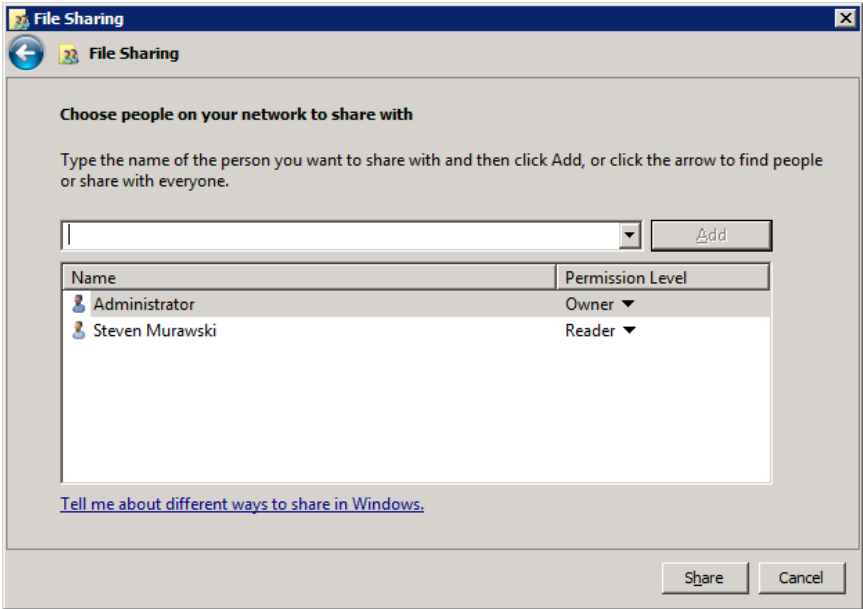 File Sharing
File Sharing
Choose people on your network to share with
Type the name of the person you want to share with and then click Add, or click the arrow to find people
or share with everyone.
Add
Name Permission Level
Administrator Owner
Steven Murawski Reader
Tell me about different ways to share in Windows.
Share Cancel